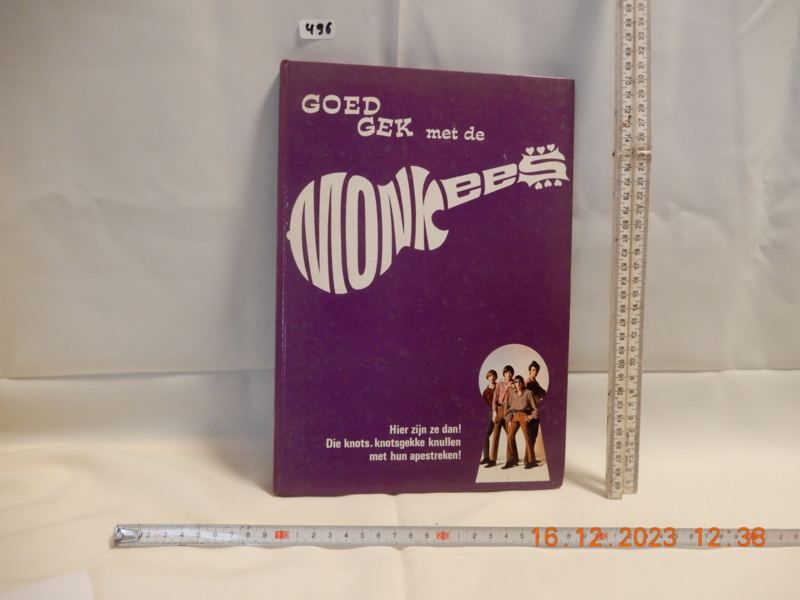 496
GOED
GEK met de
MONKEES
Hier zijn ze dan!
Die knots.knotsgekke knullen
met hun apestreken!
16.12.2023 12:38